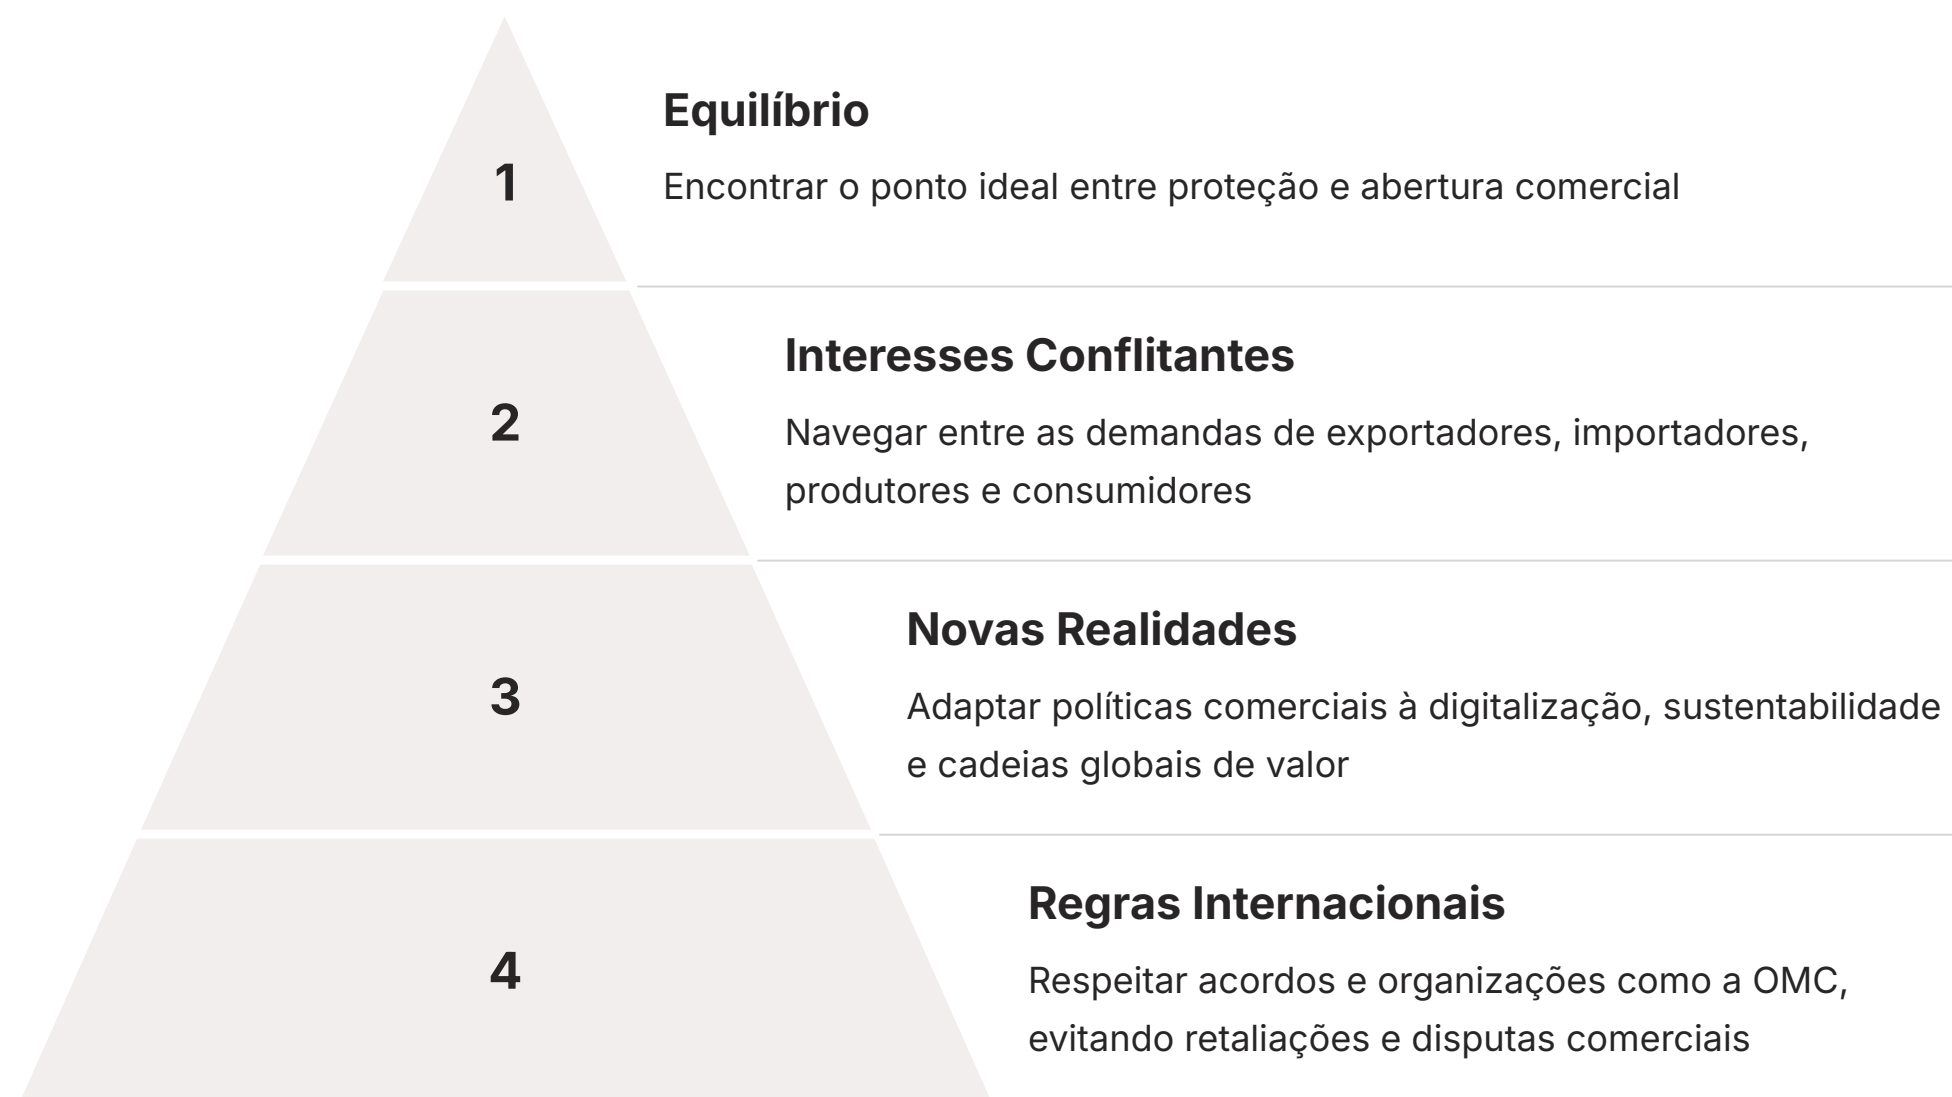 1
Equilíbrio
Encontrar o ponto ideal entre proteção e abertura comercial
2
Interesses Conflitantes
Navegar entre as demandas de exportadores, importadores,
produtores e consumidores
3
Novas Realidades
Adaptar políticas comerciais à digitalização, sustentabilidade
e cadeias globais de valor
4
Regras Internacionais
Respeitar acordos e organizações como a OMC,
evitando retaliações e disputas comerciais